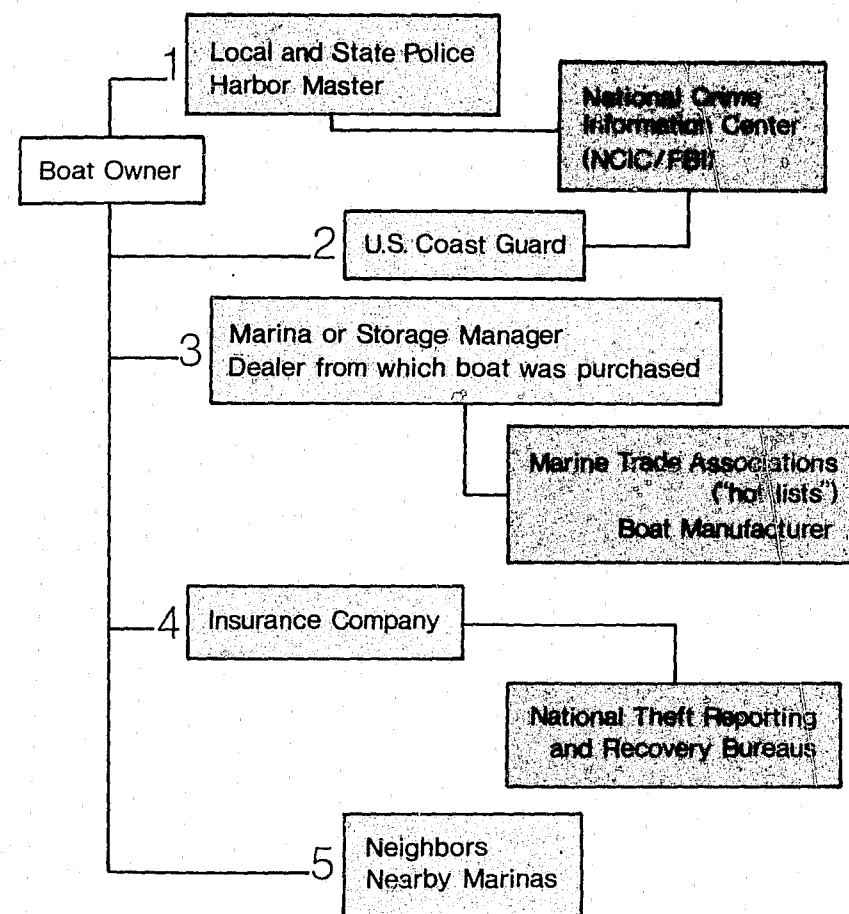 1
Local and State Police
Harbor Master
National Crime
Information Center
(NCIC/FBI)
Boat Owner
2
U.S. Coast Guard
3
Marina or Storage Manager
Dealer from which boat was purchased
Marine Trade Associations
("hot lists")
Boat Manufacturer
4
Insurance Company
National Theft Reporting
and Recovery Bureaus
5
Neighbors
Nearby Marinas